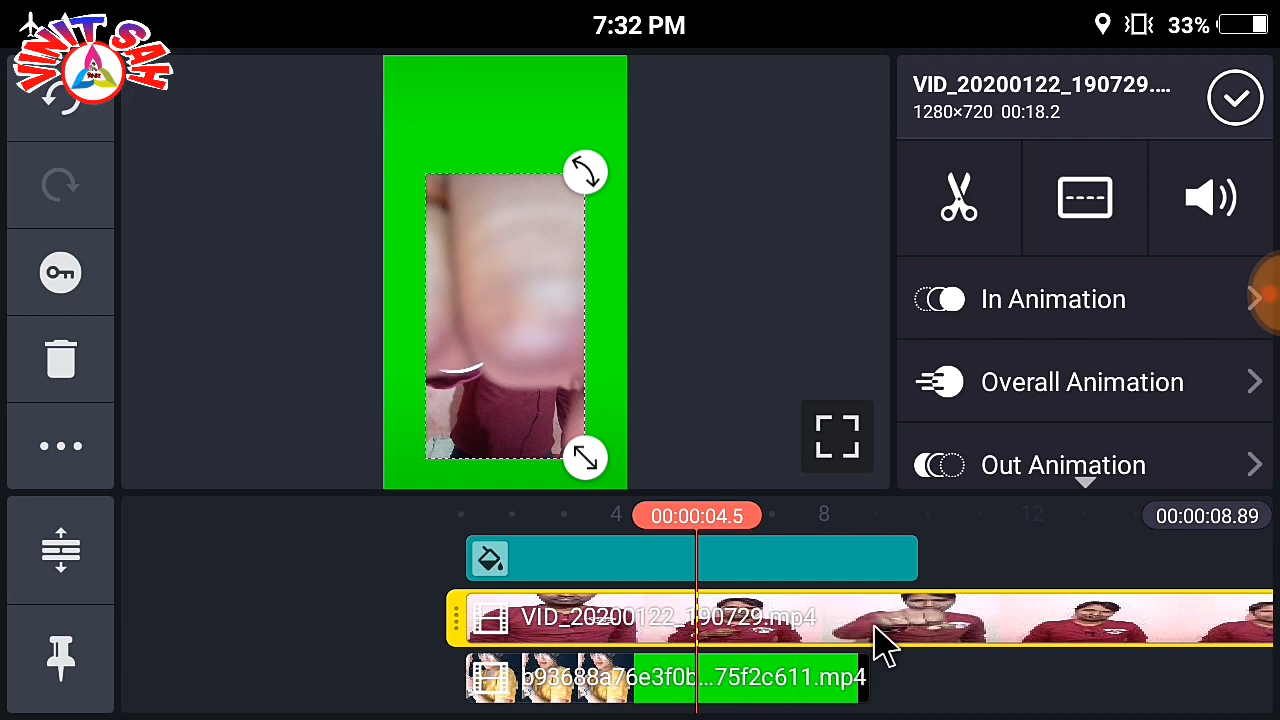 VINIT SAH
7:32 PM
33%
VID_20200122_190729....
1280×720 00:18.2
In Animation
Overall Animation
Out Animation
4
00:00:04.5
8
12
00:00:08.89
VID_20200122_190729.mp4
b93688a76e3f0b...75f2c611.mp4